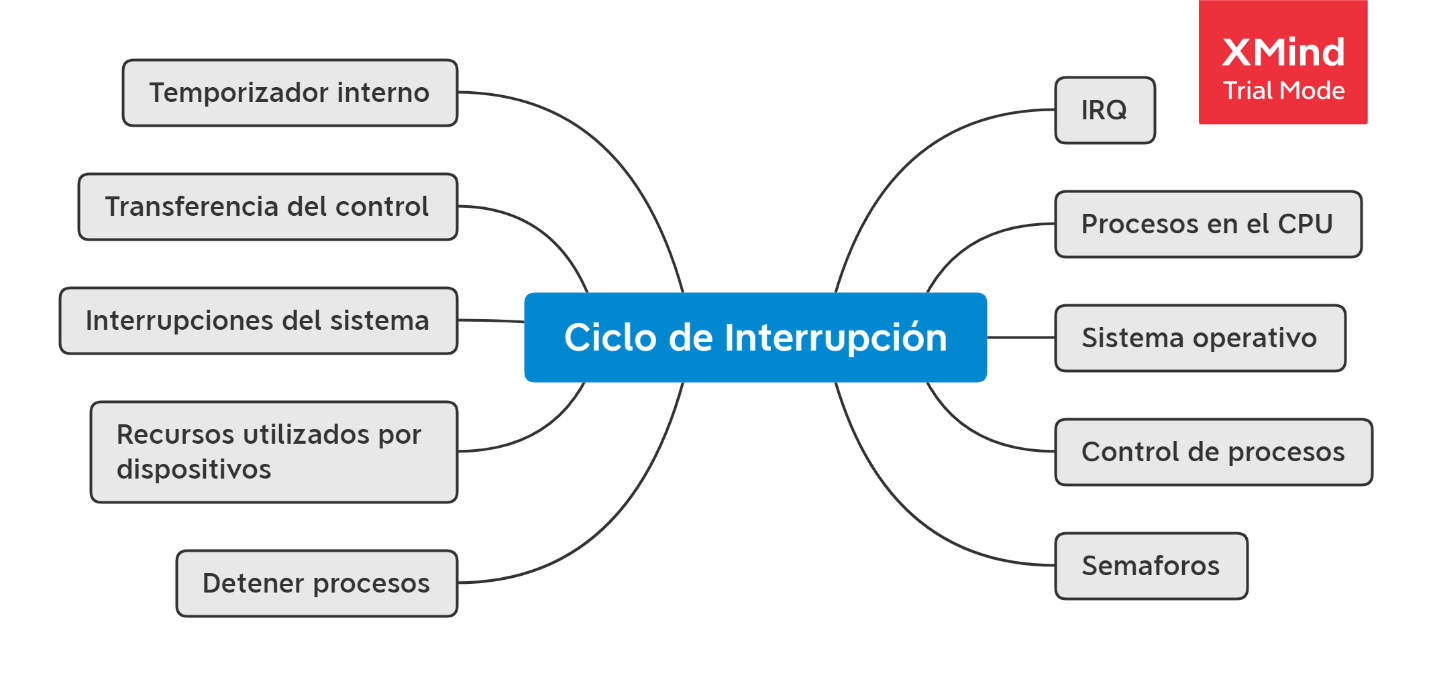 XMind
Trial Mode
Temporizador interno
Transferencia del control
Interrupciones del sistema
Recursos utilizados por
dispositivos
Detener procesos
Ciclo de Interrupción
IRQ
Procesos en el CPU
Sistema operativo
Control de procesos
Semaforos